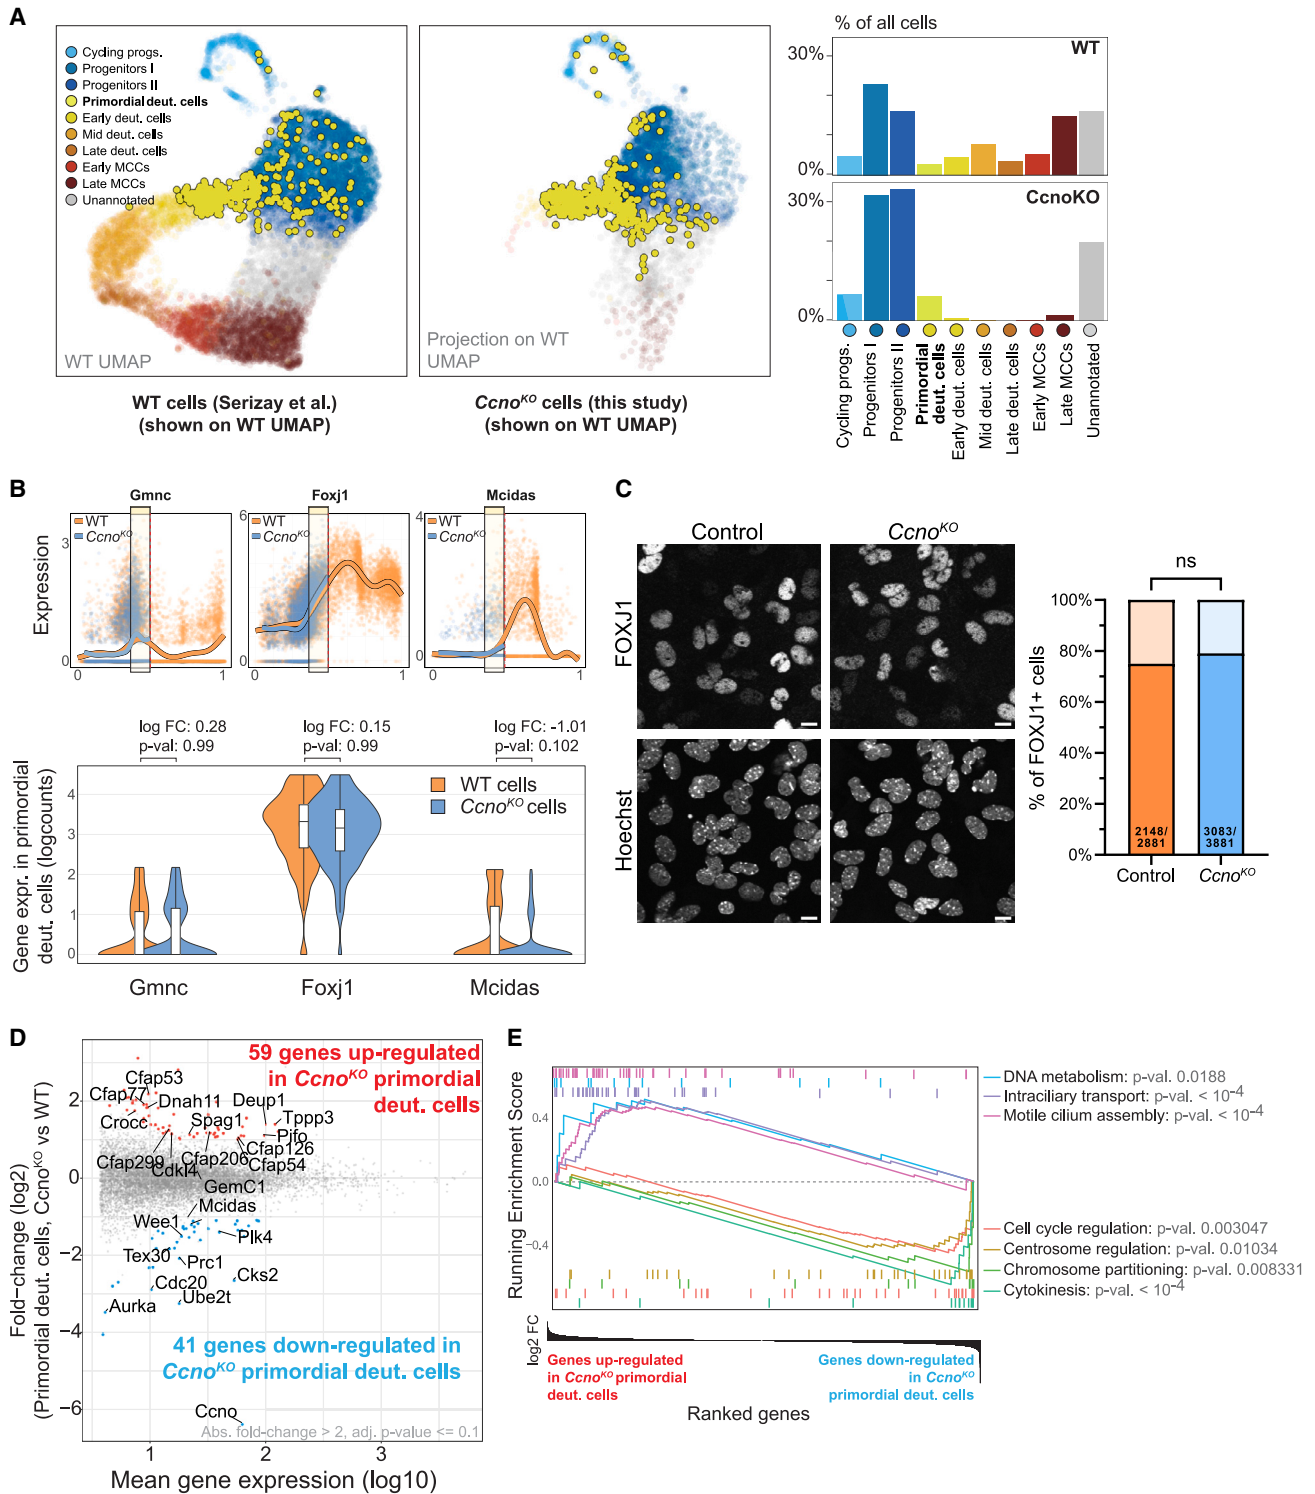 A
Cycling progs.
Progenitors I
Progenitors II
Primordial deut. cells
Early deut. cells
Mid deut. cells
Late deut. cells
Early MCCs
Late MCCs
Unannotated
WT UMAP
WT cells (Serizay et al.)
(shown on WT UMAP)
Projection on WT
UMAP
CcnoKO cells (this study)
(shown on WT UMAP)
% of all cells
WT
30%
0%
CcnoKO
30%
0%
Cycling progs.
Progenitors I
Progenitors II
Primordial
deut. cells
Early deut. cells
Mid deut. cells
Late deut. cells
Early MCCs
Late MCCs
Unannotated
B
Gmnc
Foxj1
Mcidas
Expression
3
0
0
1
WT
CcnoKO
6
0
0
1
WT
CcnoKO
4
0
0
1
WT
CcnoKO
log FC: 0.28
p-val: 0.99
log FC: 0.15
p-val: 0.99
log FC: -1.01
p-val: 0.102
Gene expr. in primordial
deut. cells (logcounts)
4
3
2
1
0
WT cells
CcnoKO cells
Gmnc
Foxj1
Mcidas
C
Control
CcnoKO
FOXJ1
Hoechst
ns
% of FOXJ1+ cells
100%
80%
60%
40%
20%
0%
2148/
2881
3083/
3881
Control
CcnoKO
D
59 genes up-regulated
in CcnoKO primordial
deut. cells
Fold−change (log2)
(Primordial deut. cells, CcnoKO vs WT)
2
0
−2
−4
−6
Cfap53
Cfap77
Dnah11
Deup1
Crocc
Spag1
Tppp3
Pifo
Cfap126
Cfap299
Cfap206
Cfap54
Cdkl4
GemC1
Mcidas
Wee1
Plk4
Tex30
Prc1
Cks2
Cdc20
Ube2t
Aurka
41 genes down-regulated in
CcnoKO primordial deut. cells
Ccno
Abs. fold-change > 2, adj. p-value <= 0.1
1
2
3
Mean gene expression (log10)
E
Running Enrichment Score
0.4
0.0
−0.4
DNA metabolism: p-val. 0.0188
Intraciliary transport: p-val. < 10-4
Motile cilium assembly: p-val. < 10-4
Cell cycle regulation: p-val. 0.003047
Centrosome regulation: p-val. 0.01034
Chromosome partitioning: p-val. 0.008331
Cytokinesis: p-val. < 10-4
log2 FC
Genes up-regulated
in CcnoKO primordial
deut. cells
Genes down-regulated
in CcnoKO
primordial deut. cells
Ranked genes